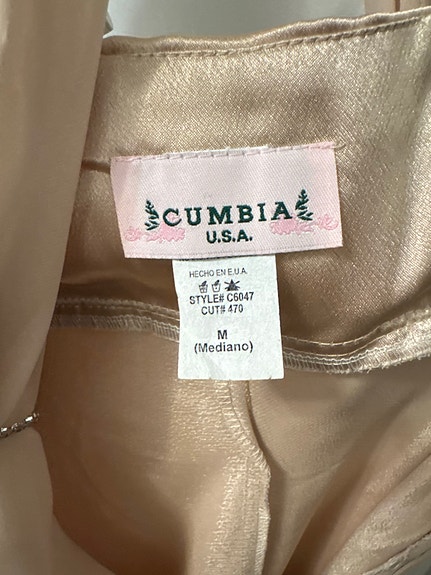 CUMBIA
U.S.A.
HECHO EN E.U.A.
STYLE# C6047
CUT# 470
M
(Mediano)